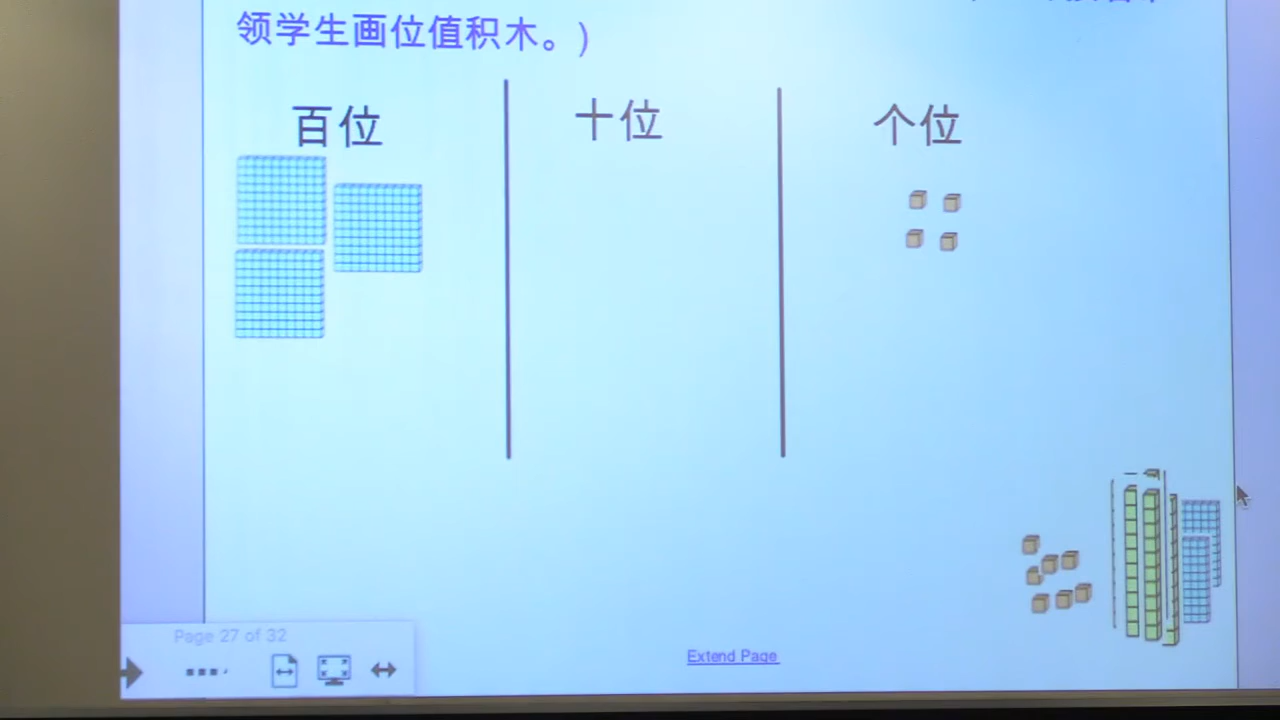 领学生画位值积木。)
百位 十位 个位
Page 27 of 32
Extend Page